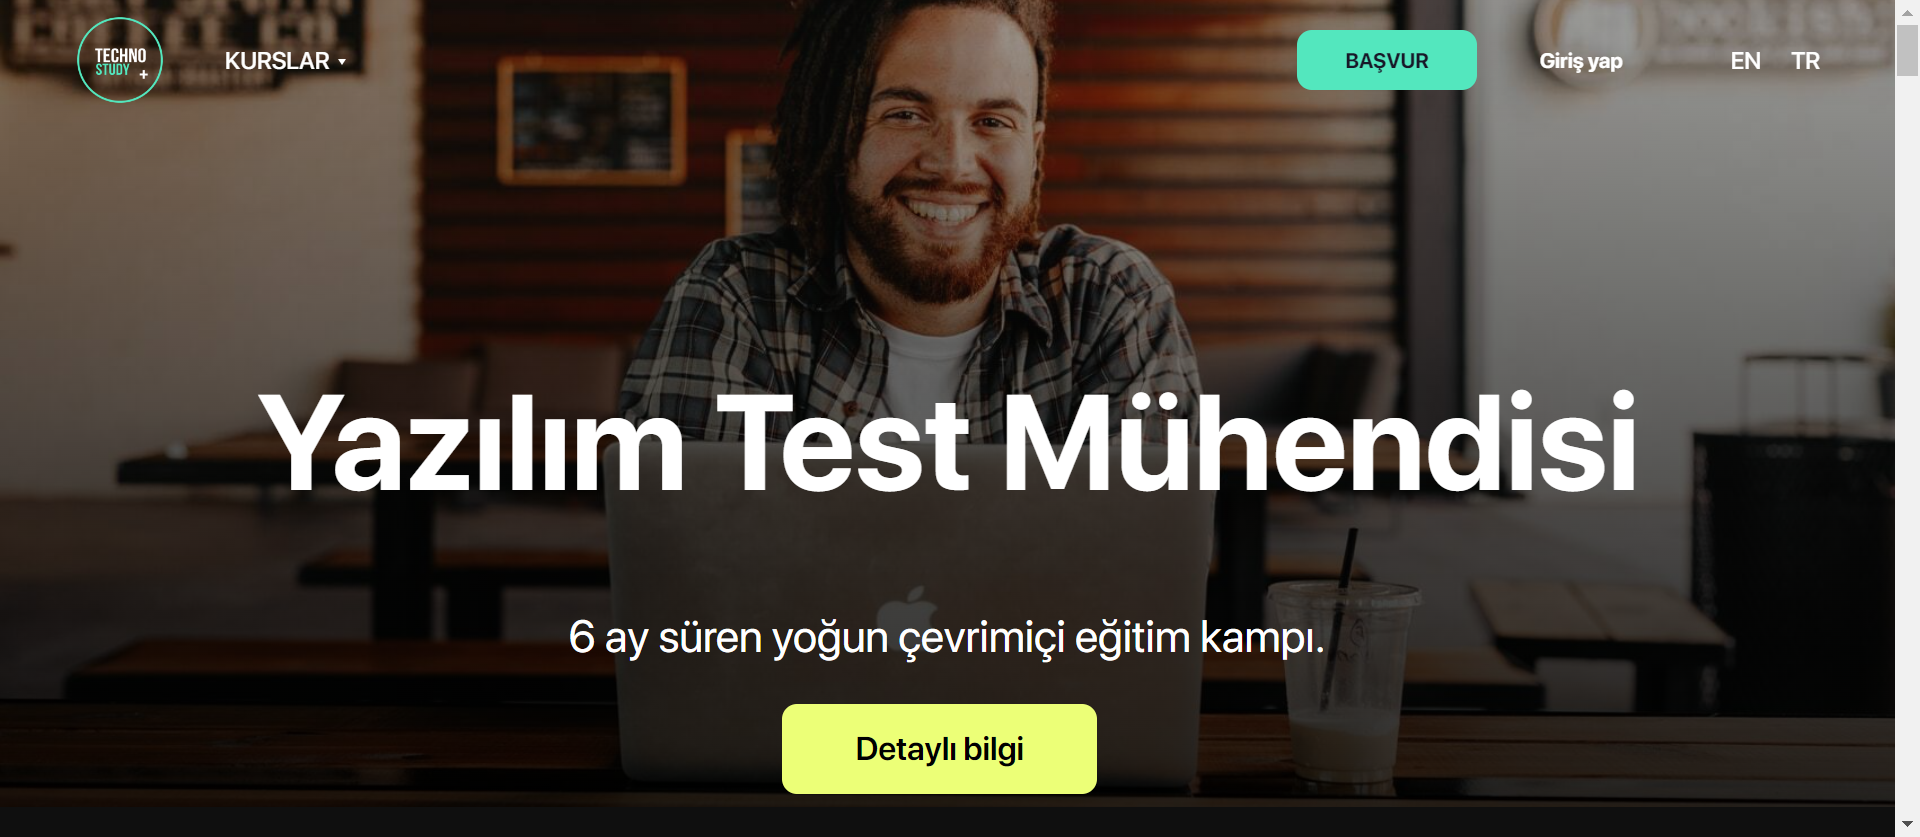 TECHNO
STUDY
+
KURSLAR
BAŞVUR
Giriş yap
EN
TR
Yazılım Test Mühendisi
6 ay süren yoğun çevrimiçi eğitim kampı.
Detaylı bilgi